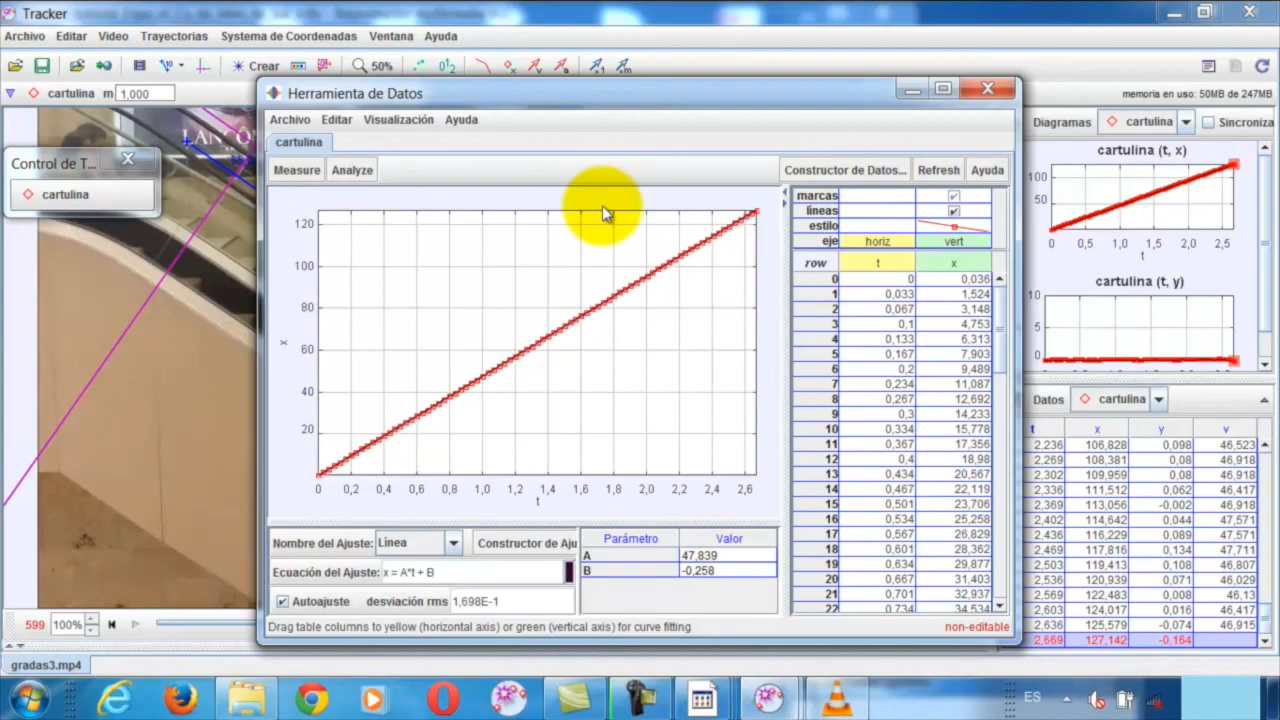 Tracker
Archivo Editar Video Trayectorias Sistema de Coordenadas Ventana Ayuda
Crear 50%
cartulina m 1,000
memoria en uso: 50MB de 247MB
Control de T...
cartulina
LANCÔ
Herramienta de Datos
Archivo Editar Visualización Ayuda
cartulina
Measure Analyze
Constructor de Datos... Refresh Ayuda
x
120
100
80
60
40
20
0 0,2 0,4 0,6 0,8 1,0 1,2 1,4 1,6 1,8 2,0 2,2 2,4 2,6
t
marcas
líneas
estilo
eje horiz vert
row t x
0 0 0,036
1 0,033 1,524
2 0,067 3,148
3 0,1 4,753
4 0,133 6,313
5 0,167 7,903
6 0,2 9,489
7 0,234 11,087
8 0,267 12,692
9 0,3 14,233
10 0,334 15,778
11 0,367 17,356
12 0,4 18,98
13 0,434 20,567
14 0,467 22,119
15 0,501 23,706
16 0,534 25,258
17 0,567 26,829
18 0,601 28,362
19 0,634 29,877
20 0,667 31,403
21 0,701 32,937
22 0,734 34,534
Nombre del Ajuste: Línea Constructor de Aju
Ecuación del Ajuste: x = A*t + B
Autoajuste desviación rms 1,698E-1
Parámetro Valor
A 47,839
B -0,258
Drag table columns to yellow (horizontal axis) or green (vertical axis) for curve fitting
non-editable
Diagramas cartulina Sincroniza
cartulina (t, x)
100
50
0 0,5 1,0 1,5 2,0 2,5
t
cartulina (t, y)
10
5
0
Datos cartulina
t x y v
2,236 106,828 0,098 46,523
2,269 108,381 0,08 46,918
2,302 109,959 0,08 46,918
2,336 111,512 0,062 46,417
2,369 113,056 -0,002 46,918
2,402 114,642 0,044 47,571
2,436 116,229 0,089 47,571
2,469 117,816 0,134 47,711
2,503 119,411 0,108 46,807
2,536 120,939 0,071 46,029
2,569 122,483 0,008 46,13
2,603 124,017 0,016 46,417
2,636 125,579 -0,074 46,915
2,669 127,142 -0,164
599 100%
gradas3.mp4
ES